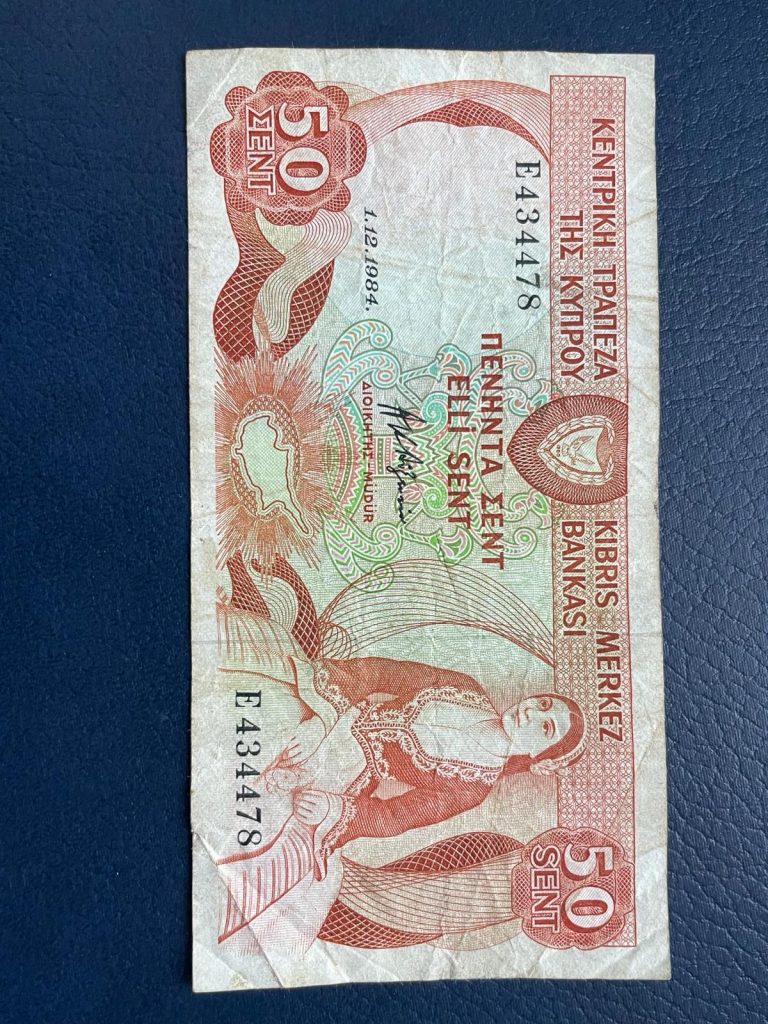 ΚΕΝΤΡΙΚΗ ΤΡΑΠΕΖΑ
ΤΗΣ ΚΥΠΡΟΥ
KIBRIS MERKEZ
BANKASI
50
ΣΕΝΤ
E434478
1.12.1984.
ΠΕΝΗΝΤΑ ΣΕΝΤ
ELLİ SENT
ΔΙΟΙΚΗΤΗΣ MÜDÜR
E434478
50
SENT